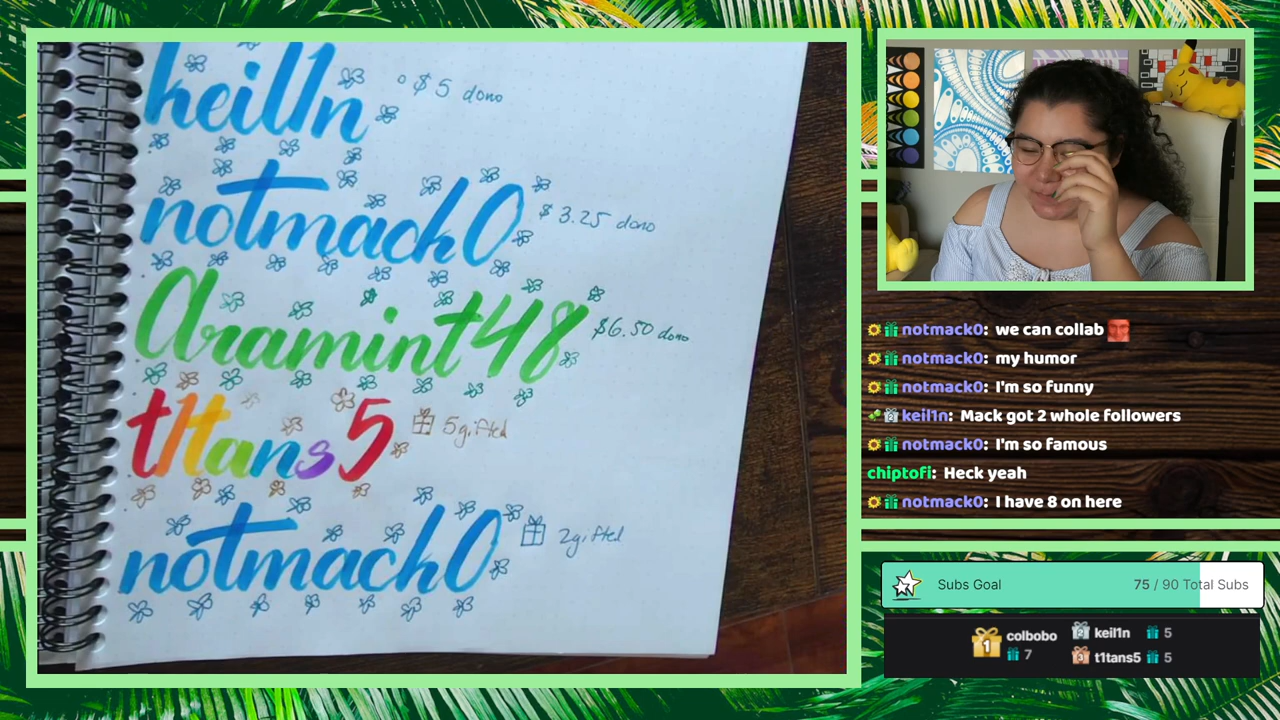 keil1n $5 dono
notmack0 $3.25 dono
Aramint48 $6.50 dono
t1tans5 5 gifted
notmack0 2 gifted
notmack0: we can collab
notmack0: my humor
notmack0: I'm so funny
2 keil1n: Mack got 2 whole followers
notmack0: I'm so famous
chiptofi: Heck yeah
notmack0: I have 8 on here
Subs Goal 75 / 90 Total Subs
1 colbobo 7
2 keil1n 5
3 t1tans5 5